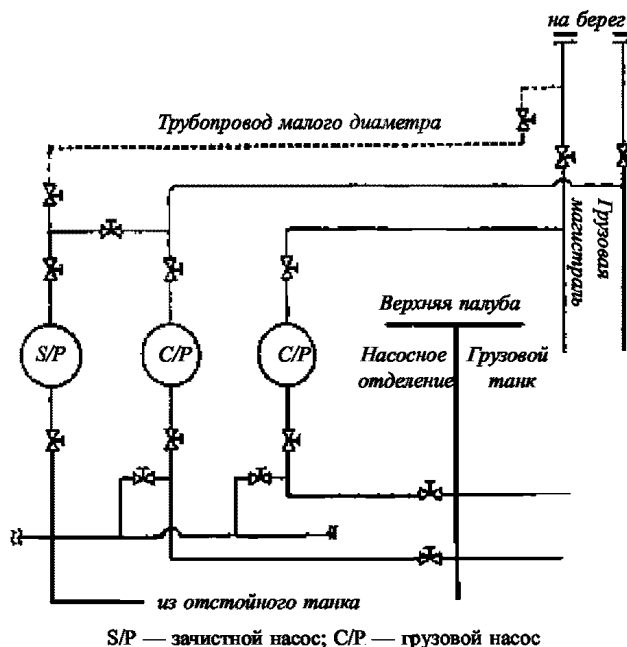 на берег
Трубопровод малого диаметра
Грузовая
магистраль
Верхняя палуба
S/P
C/P
C/P
Насосное
отделение
Грузовой
танк
из отстойного танка
S/P — зачистной насос; C/P — грузовой насос